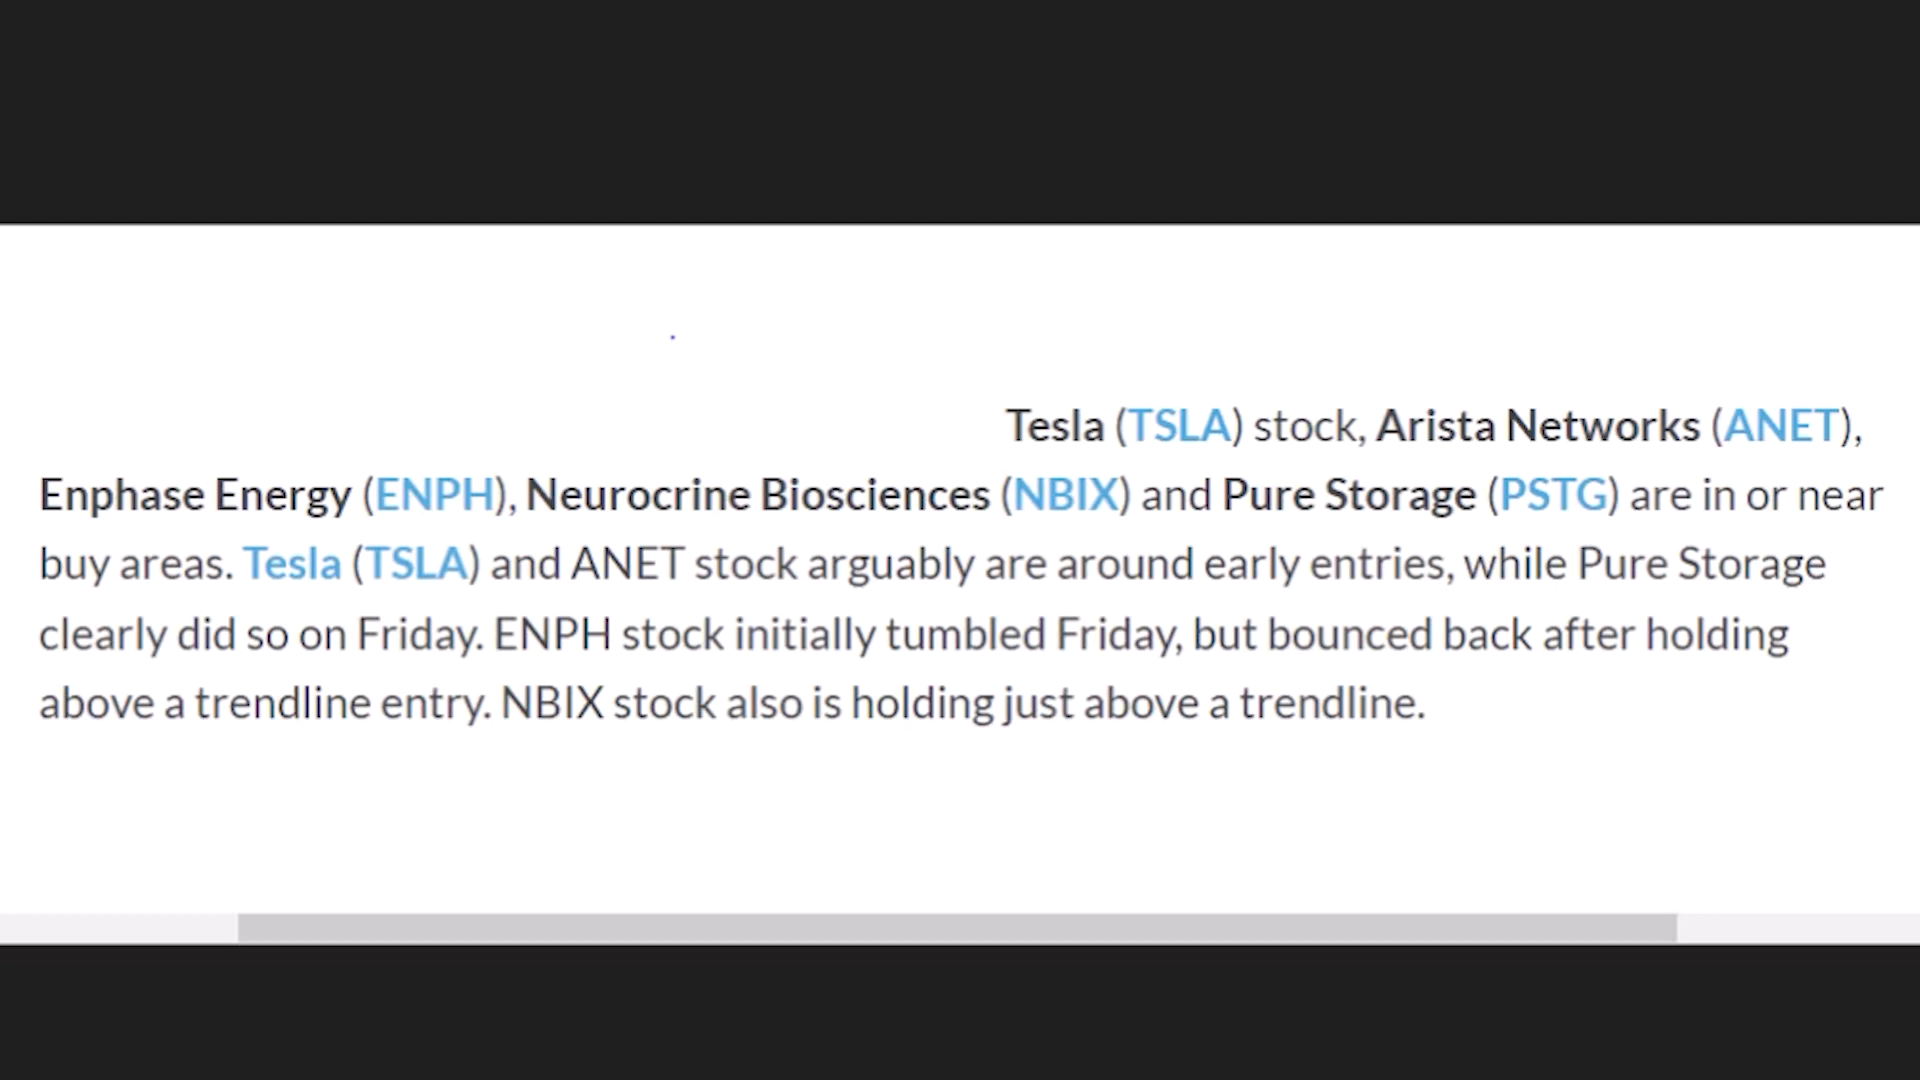 Tesla (TSLA) stock, Arista Networks (ANET),
Enphase Energy (ENPH), Neurocrine Biosciences (NBIX) and Pure Storage (PSTG) are in or near
buy areas. Tesla (TSLA) and ANET stock arguably are around early entries, while Pure Storage
clearly did so on Friday. ENPH stock initially tumbled Friday, but bounced back after holding
above a trendline entry. NBIX stock also is holding just above a trendline.